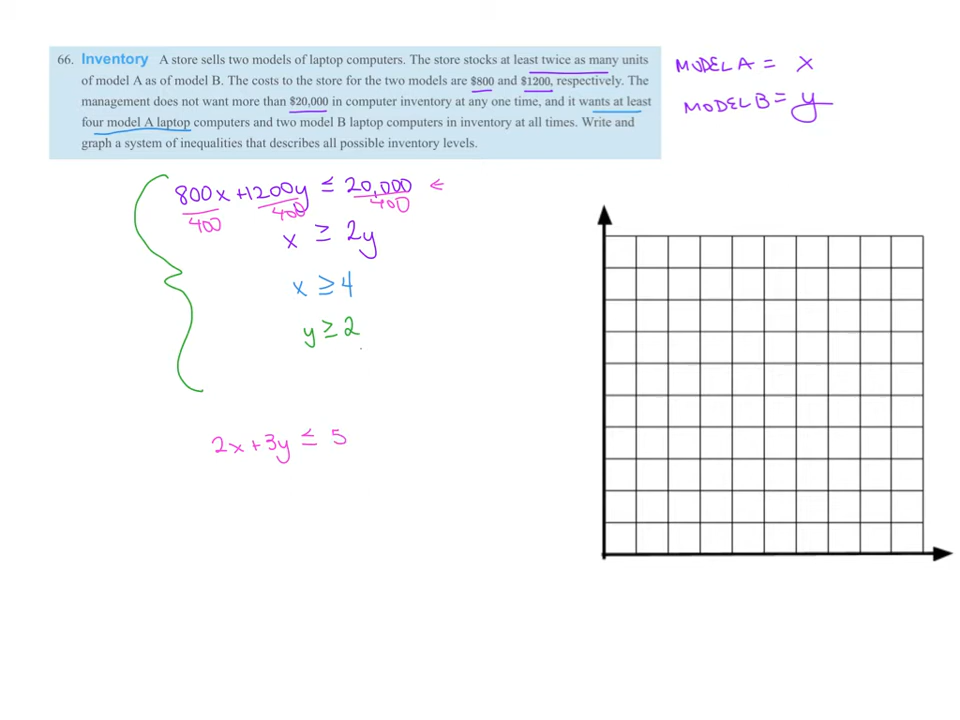 66. Inventory A store sells two models of laptop computers. The store stocks at least twice as many units
of model A as of model B. The costs to the store for the two models are $800 and $1200, respectively. The
management does not want more than $20,000 in computer inventory at any one time, and it wants at least
four model A laptop computers and two model B laptop computers in inventory at all times. Write and
graph a system of inequalities that describes all possible inventory levels.
MODEL A = x
MODEL B = y
800x + 1200y ≤ 20,000 ←
400 400 400
x ≥ 2y
x ≥ 4
y ≥ 2
2x + 3y ≤ 5